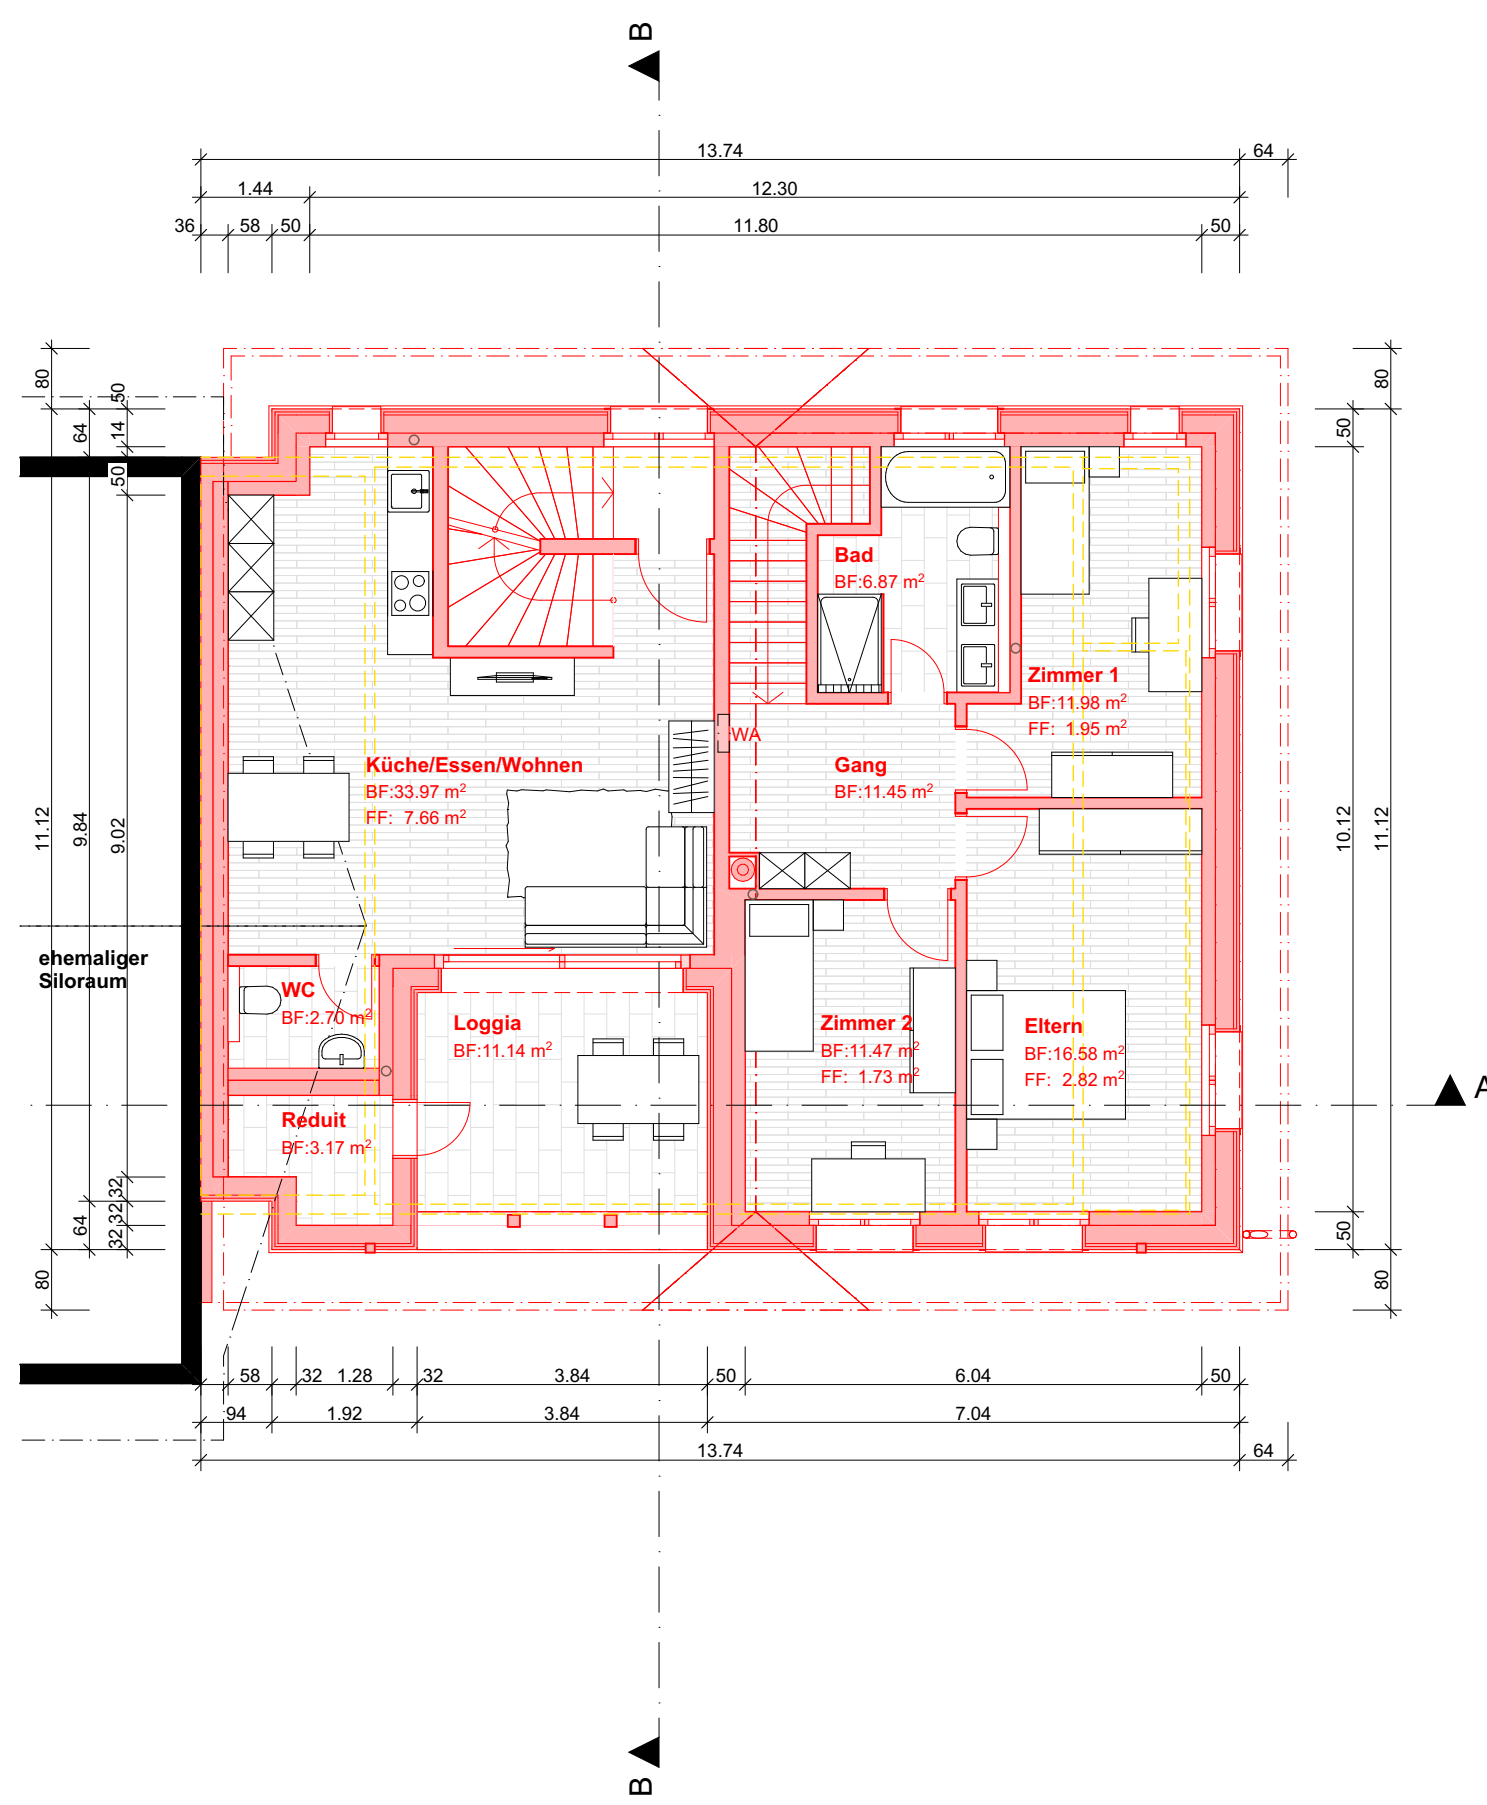 B
13.74
64
1.44
12.30
36
58
50
11.80
50
80
50
64
14
50
11.12
9.84
9.02
32
32
32
64
80
80
50
10.12
11.12
50
80
Bad
BF:6.87 m²
Zimmer 1
BF:11.98 m²
FF: 1.95 m²
WA
Küche/Essen/Wohnen
BF:33.97 m²
FF: 7.66 m²
Gang
BF:11.45 m²
ehemaliger
Siloraum
WC
BF:2.70 m²
Loggia
BF:11.14 m²
Zimmer 2
BF:11.47 m²
FF: 1.73 m²
Eltern
BF:16.58 m²
FF: 2.82 m²
A
Reduit
BF:3.17 m²
58
32
1.28
32
3.84
50
6.04
50
94
1.92
3.84
7.04
13.74
64
B